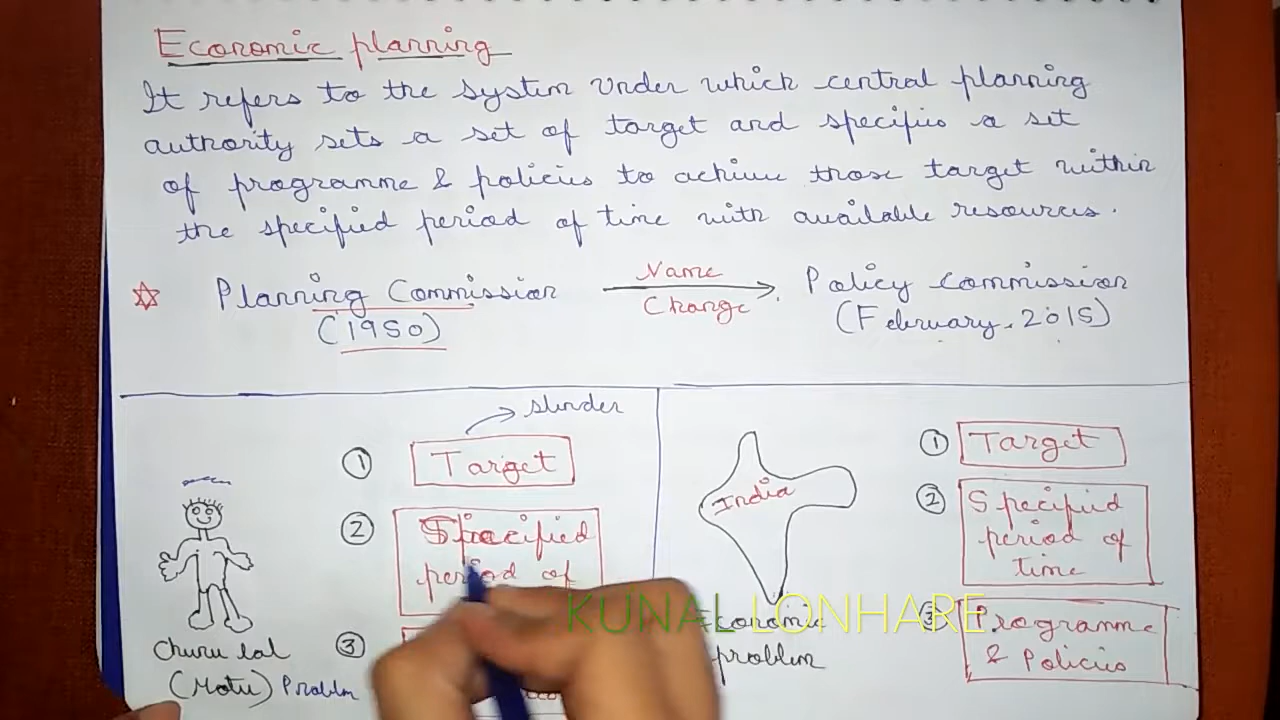 Economic planning
It refers to the system under which central planning
authority sets a set of target and specifies a set
of programme & policies to achieve those target within
the specified period of time with available resources.
Planning Commission
(1950)
Name
Change
Policy Commission
(February, 2015)
slender
① Target
② Specified
period of
③
Churu lal
(Motu) Problem
India
Economic
problem
① Target
② Specified
period of
time
③ Programme
& Policies
KUNAL LONHARE